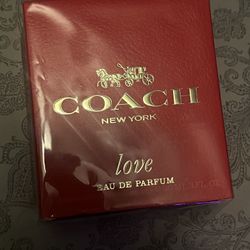 COACH
NEW YORK
love
EAU DE PARFUM